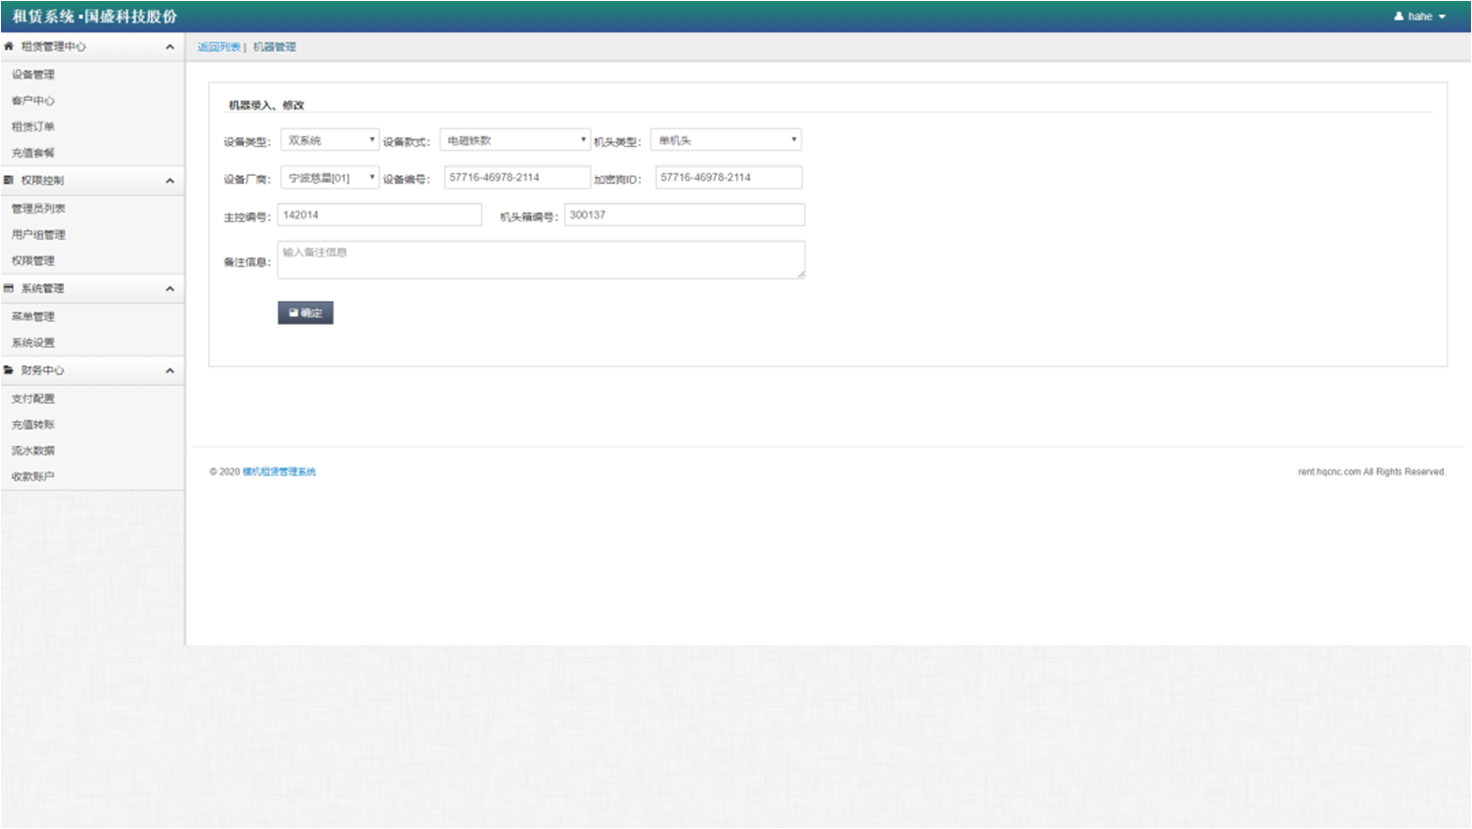 租赁系统 •国盛科技股份
hahe
租赁管理中心
设备管理
客户中心
租赁订单
充值套餐
权限控制
管理员列表
用户组管理
权限管理
系统管理
菜单管理
系统设置
财务中心
支付配置
充值转账
流水数据
收款账户
返回列表 | 机器管理
机器录入、修改
设备类型: 双系统 设备款式: 电磁铁款 机头类型: 单机头
设备厂商: 宁波慈星[01] 设备编号: 57716-46978-2114 加密狗ID: 57716-46978-2114
主控编号: 142014 机头箱编号: 300137
备注信息: 输入备注信息
确定
© 2020 横机租赁管理系统
rent.hqcnc.com All Rights Reserved.